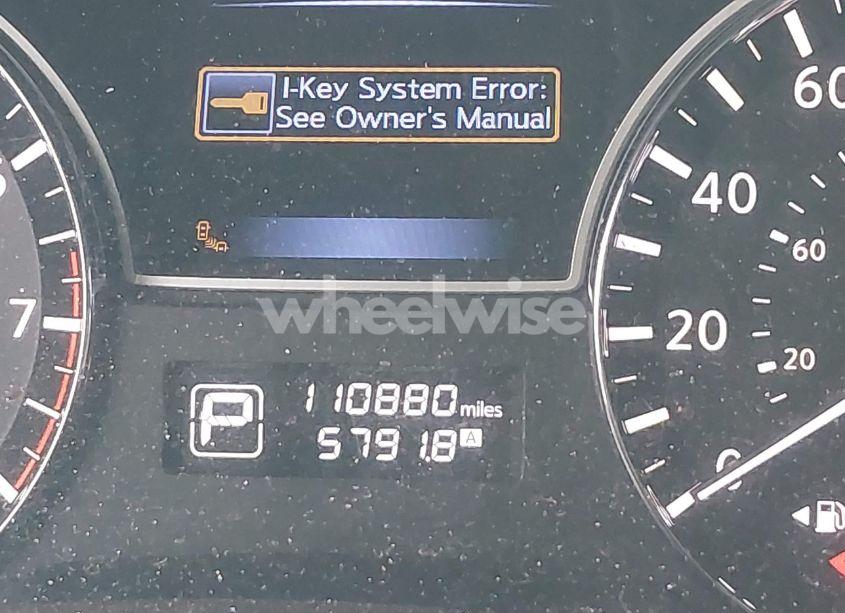 I-Key System Error:
See Owner's Manual
60
40
60
20
20
0
7
wheelwise
P
110880 miles
5791.8 A